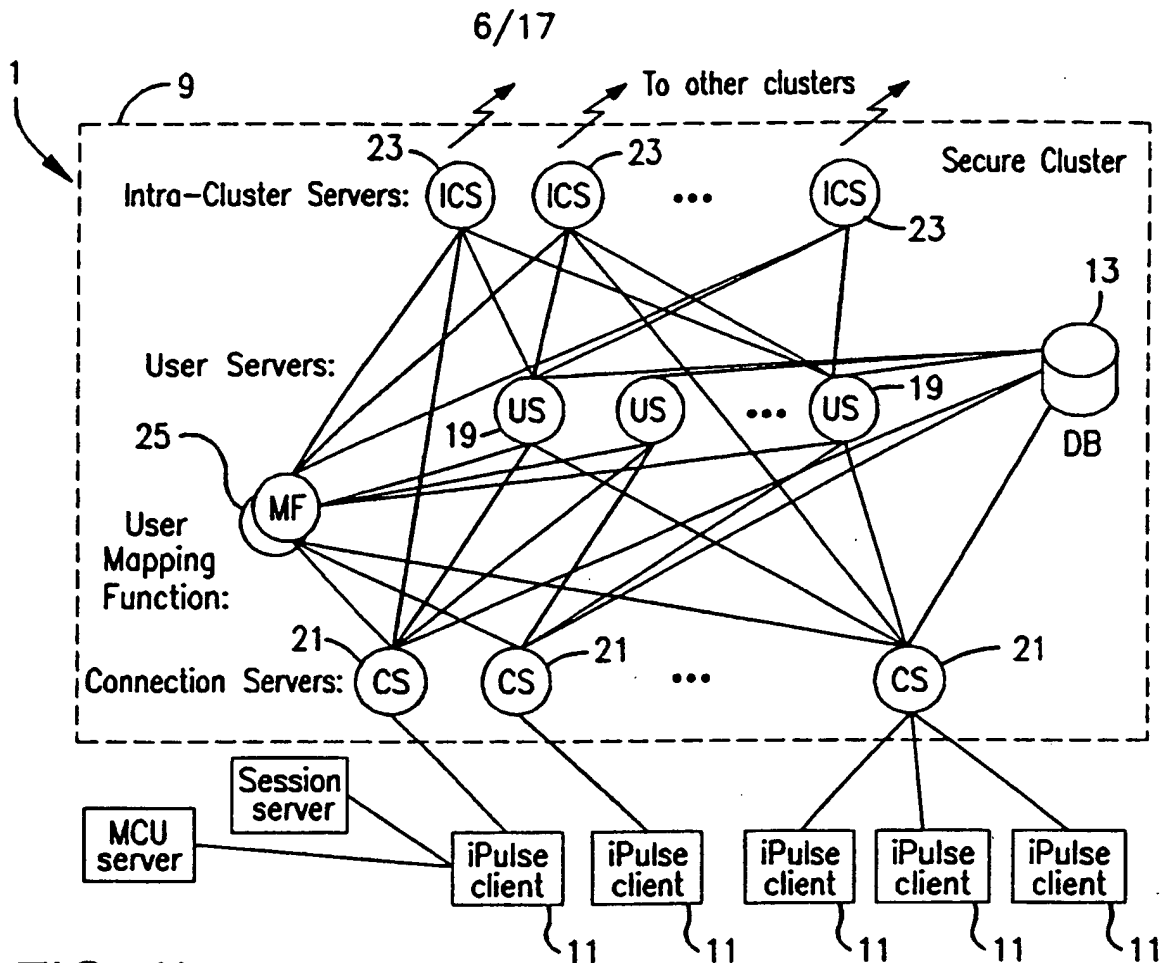 6/17
1
9
To other clusters
23
23
Secure Cluster
Intra-Cluster Servers:
ICS
ICS
•••
ICS
23
13
User Servers:
US
US
•••
US
19
19
DB
25
MF
User
Mapping
Function:
21
21
21
Connection Servers:
CS
CS
•••
CS
Session
server
MCU
server
iPulse
client
iPulse
client
iPulse
client
iPulse
client
iPulse
client
11
11
11
11
11